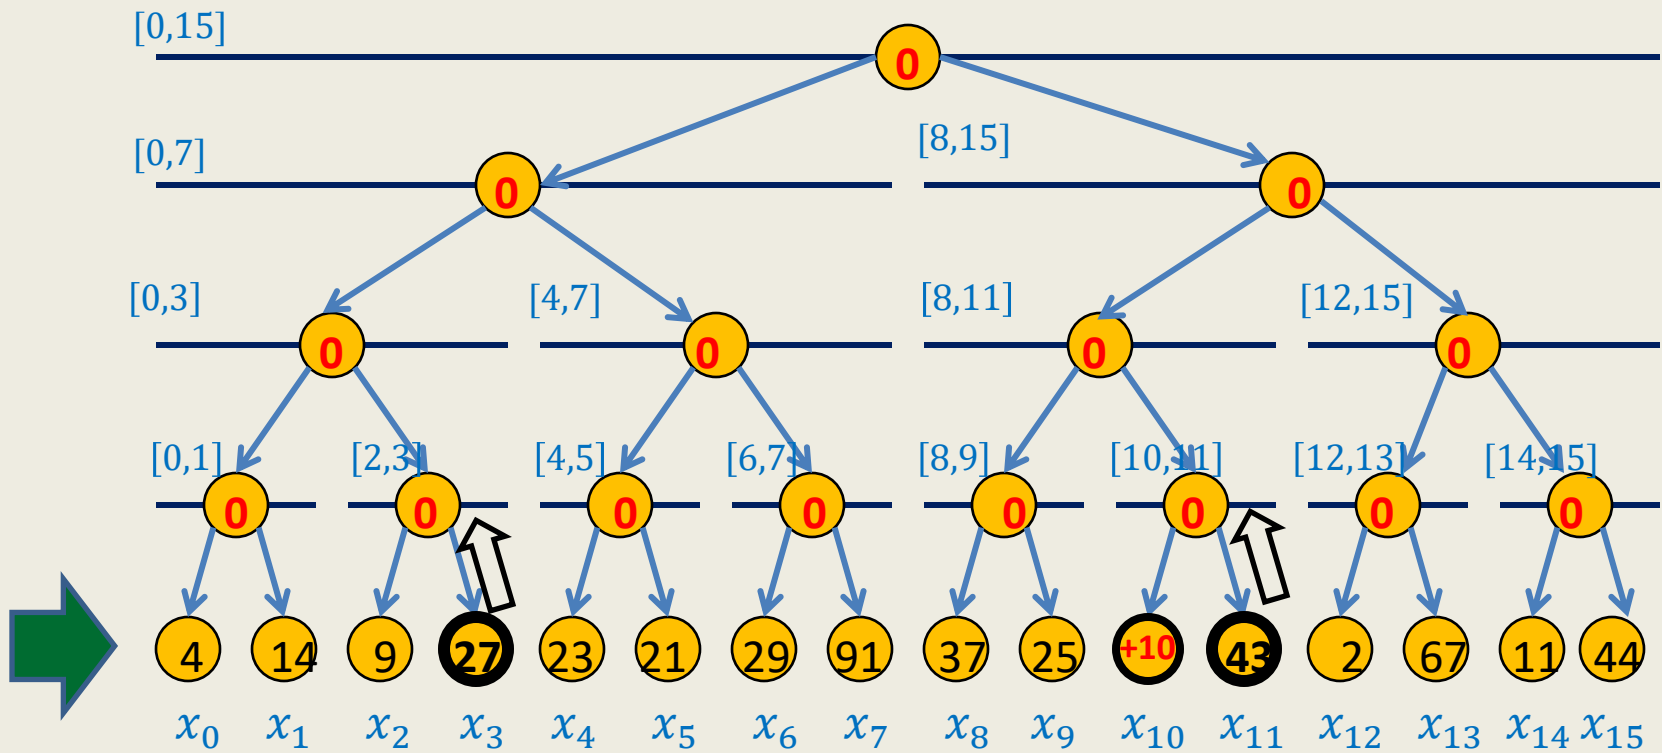 [0,15]
0
[0,7] [8,15]
0 0
[0,3] [4,7] [8,11] [12,15]
0 0 0 0
[0,1] [2,3] [4,5] [6,7] [8,9] [10,11] [12,13] [14,15]
0 0 0 0 0 0 0 0
4 14 9 27 23 21 29 91 37 25 +10 43 2 67 11 44
x₀ x₁ x₂ x₃ x₄ x₅ x₆ x₇ x₈ x₉ x₁₀ x₁₁ x₁₂ x₁₃ x₁₄ x₁₅